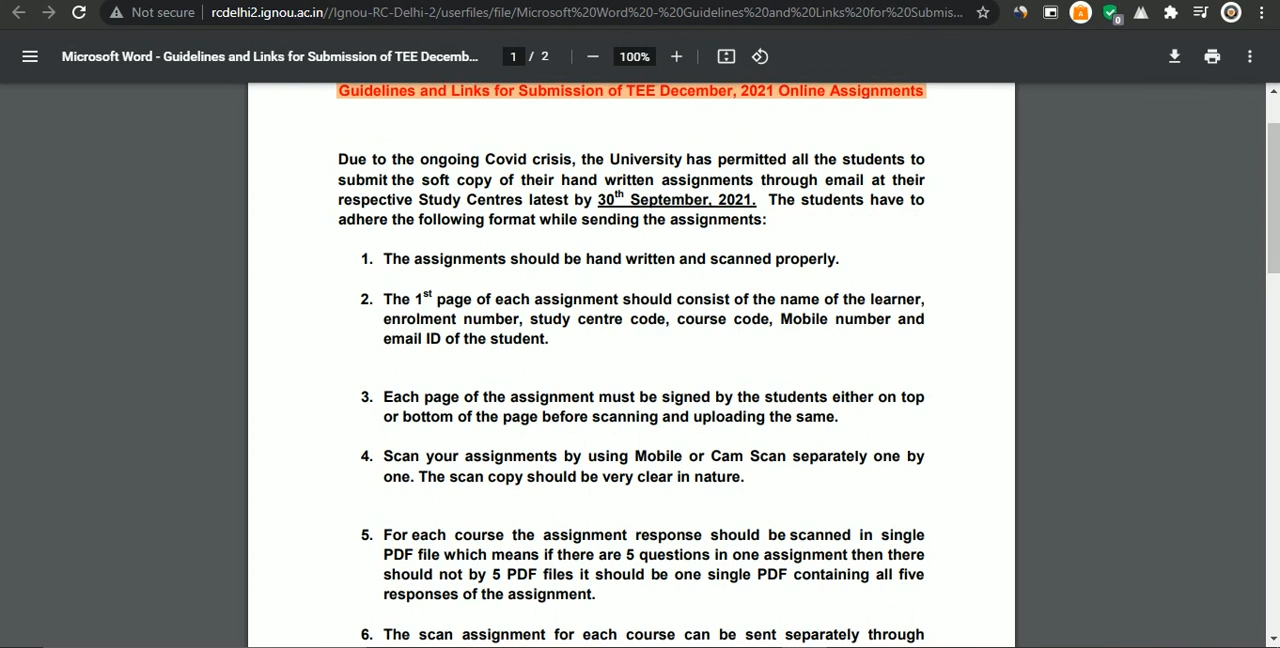 Not secure
rcdelhi2.ignou.ac.in//Ignou-RC-Delhi-2/userfiles/file/Microsoft%20Word%20-%20Guidelines%20and%20Links%20for%20Submis...
0
Microsoft Word - Guidelines and Links for Submission of TEE Decemb...
1 / 2
100%
Guidelines and Links for Submission of TEE December, 2021 Online Assignments
Due to the ongoing Covid crisis, the University has permitted all the students to
submit the soft copy of their hand written assignments through email at their
respective Study Centres latest by 30th September, 2021. The students have to
adhere the following format while sending the assignments:
1. The assignments should be hand written and scanned properly.
2. The 1st page of each assignment should consist of the name of the learner,
enrolment number, study centre code, course code, Mobile number and
email ID of the student.
3. Each page of the assignment must be signed by the students either on top
or bottom of the page before scanning and uploading the same.
4. Scan your assignments by using Mobile or Cam Scan separately one by
one. The scan copy should be very clear in nature.
5. For each course the assignment response should be scanned in single
PDF file which means if there are 5 questions in one assignment then there
should not by 5 PDF files it should be one single PDF containing all five
responses of the assignment.
6. The scan assignment for each course can be sent separately through